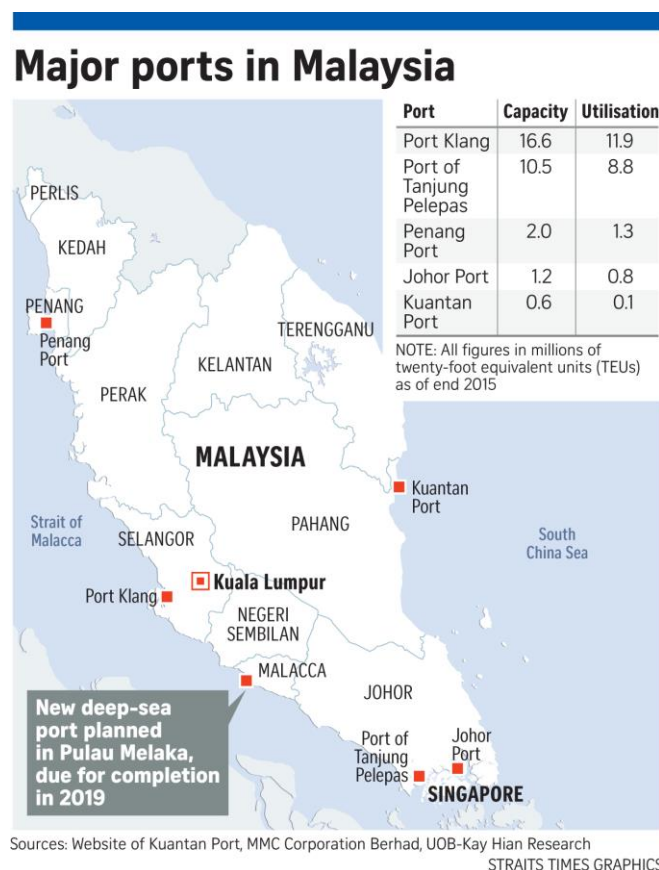 Major ports in Malaysia
Port Capacity Utilisation
Port Klang 16.6 11.9
Port of 10.5 8.8
Tanjung
Pelepas
Penang 2.0 1.3
Port
Johor Port 1.2 0.8
Kuantan 0.6 0.1
Port
NOTE: All figures in millions of
twenty-foot equivalent units (TEUs)
as of end 2015
PERLIS
KEDAH
PENANG
Penang
Port
TERENGGANU
KELANTAN
PERAK
MALAYSIA
Kuantan
Port
PAHANG
Strait of
Malacca
South
China Sea
SELANGOR
Kuala Lumpur
Port Klang
NEGERI
SEMBILAN
MALACCA
JOHOR
New deep-sea
port planned
in Pulau Melaka,
due for completion
in 2019
Port of
Tanjung
Pelepas
Johor
Port
SINGAPORE
Sources: Website of Kuantan Port, MMC Corporation Berhad, UOB-Kay Hian Research
STRAITS TIMES GRAPHICS